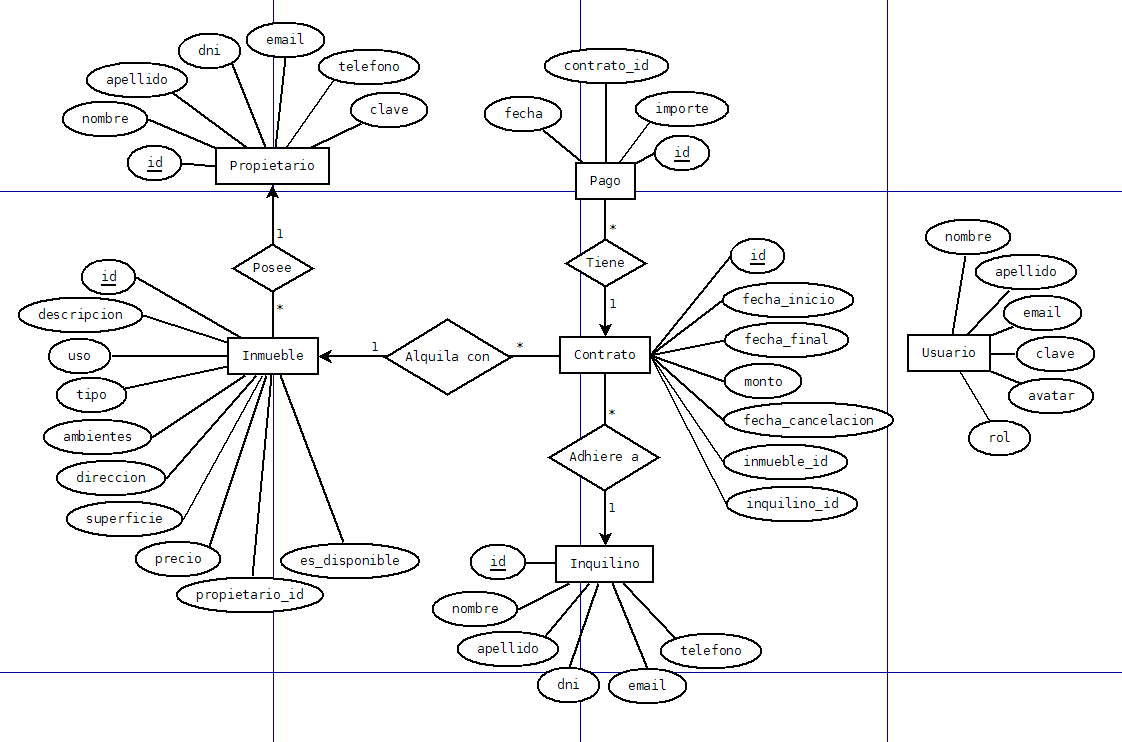 email
dni
telefono
apellido
clave
nombre
id
Propietario
contrato_id
fecha
importe
id
Pago
1
Posee
*
*
Tiene
1
id
descripcion
uso
tipo
ambientes
direccion
superficie
precio
propietario_id
es_disponible
Inmueble
1
Alquila con
*
Contrato
id
fecha_inicio
fecha_final
monto
fecha_cancelacion
inmueble_id
inquilino_id
*
Adhiere a
1
Inquilino
id
nombre
apellido
dni
email
telefono
nombre
apellido
email
Usuario
clave
avatar
rol